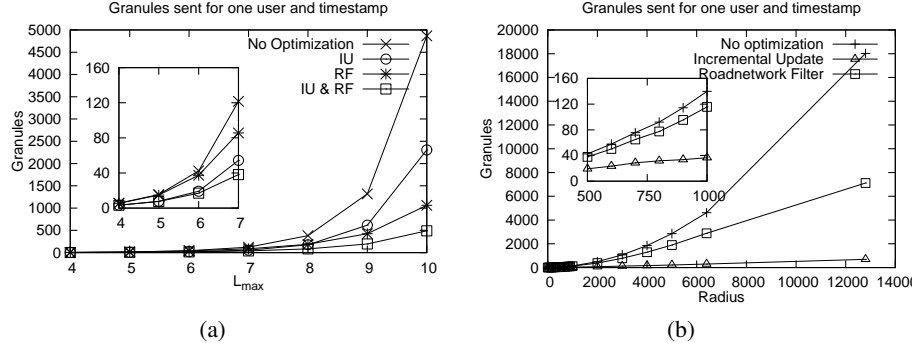 Granules sent for one user and timestamp
5000
4500
4000
3500
3000
2500
2000
1500
1000
500
0
Granules
No Optimization
IU
RF
IU & RF
160
120
80
40
0
4 5 6 7
4 5 6 7 8 9 10
Lmax
(a)
Granules sent for one user and timestamp
20000
18000
16000
14000
12000
10000
8000
6000
4000
2000
0
Granules
No optimization
Incremental Update
Roadnetwork Filter
160
120
80
40
0
500 750 1000
0 2000 4000 6000 8000 10000 12000 14000
Radius
(b)